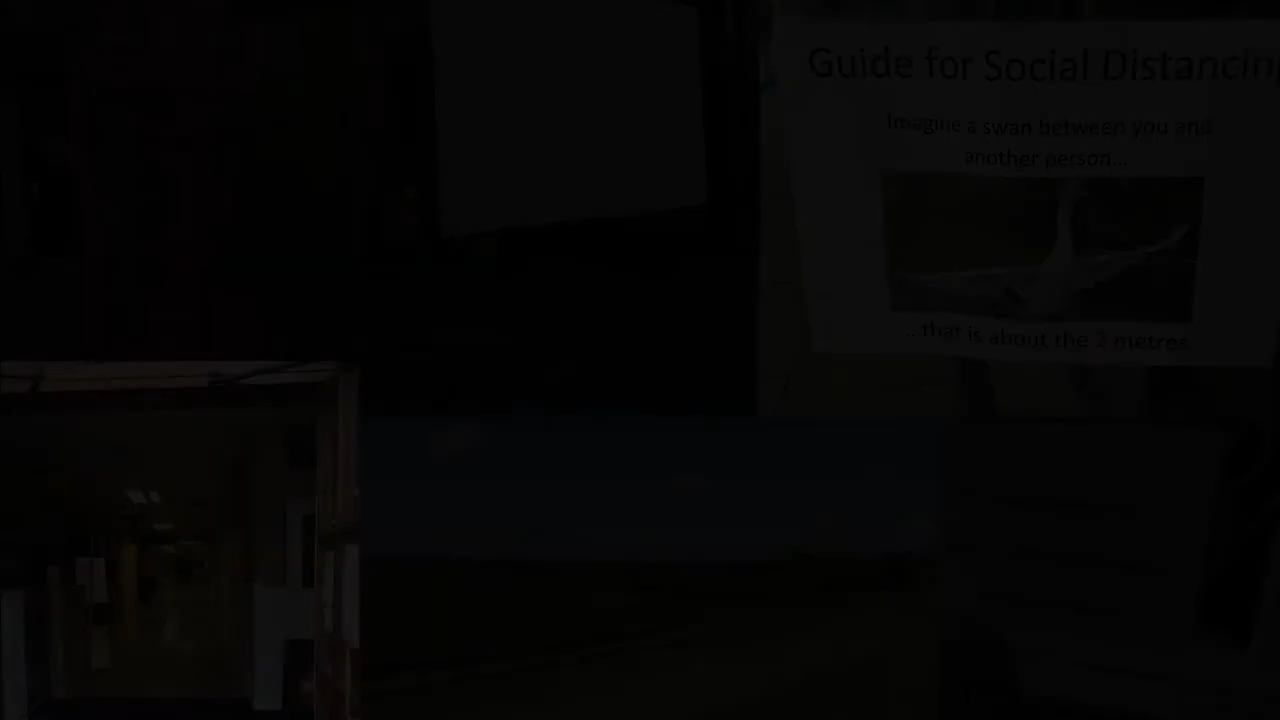 Guide for Social Distancin
Imagine a swan between you and
another person...
...that is about the 2 metres